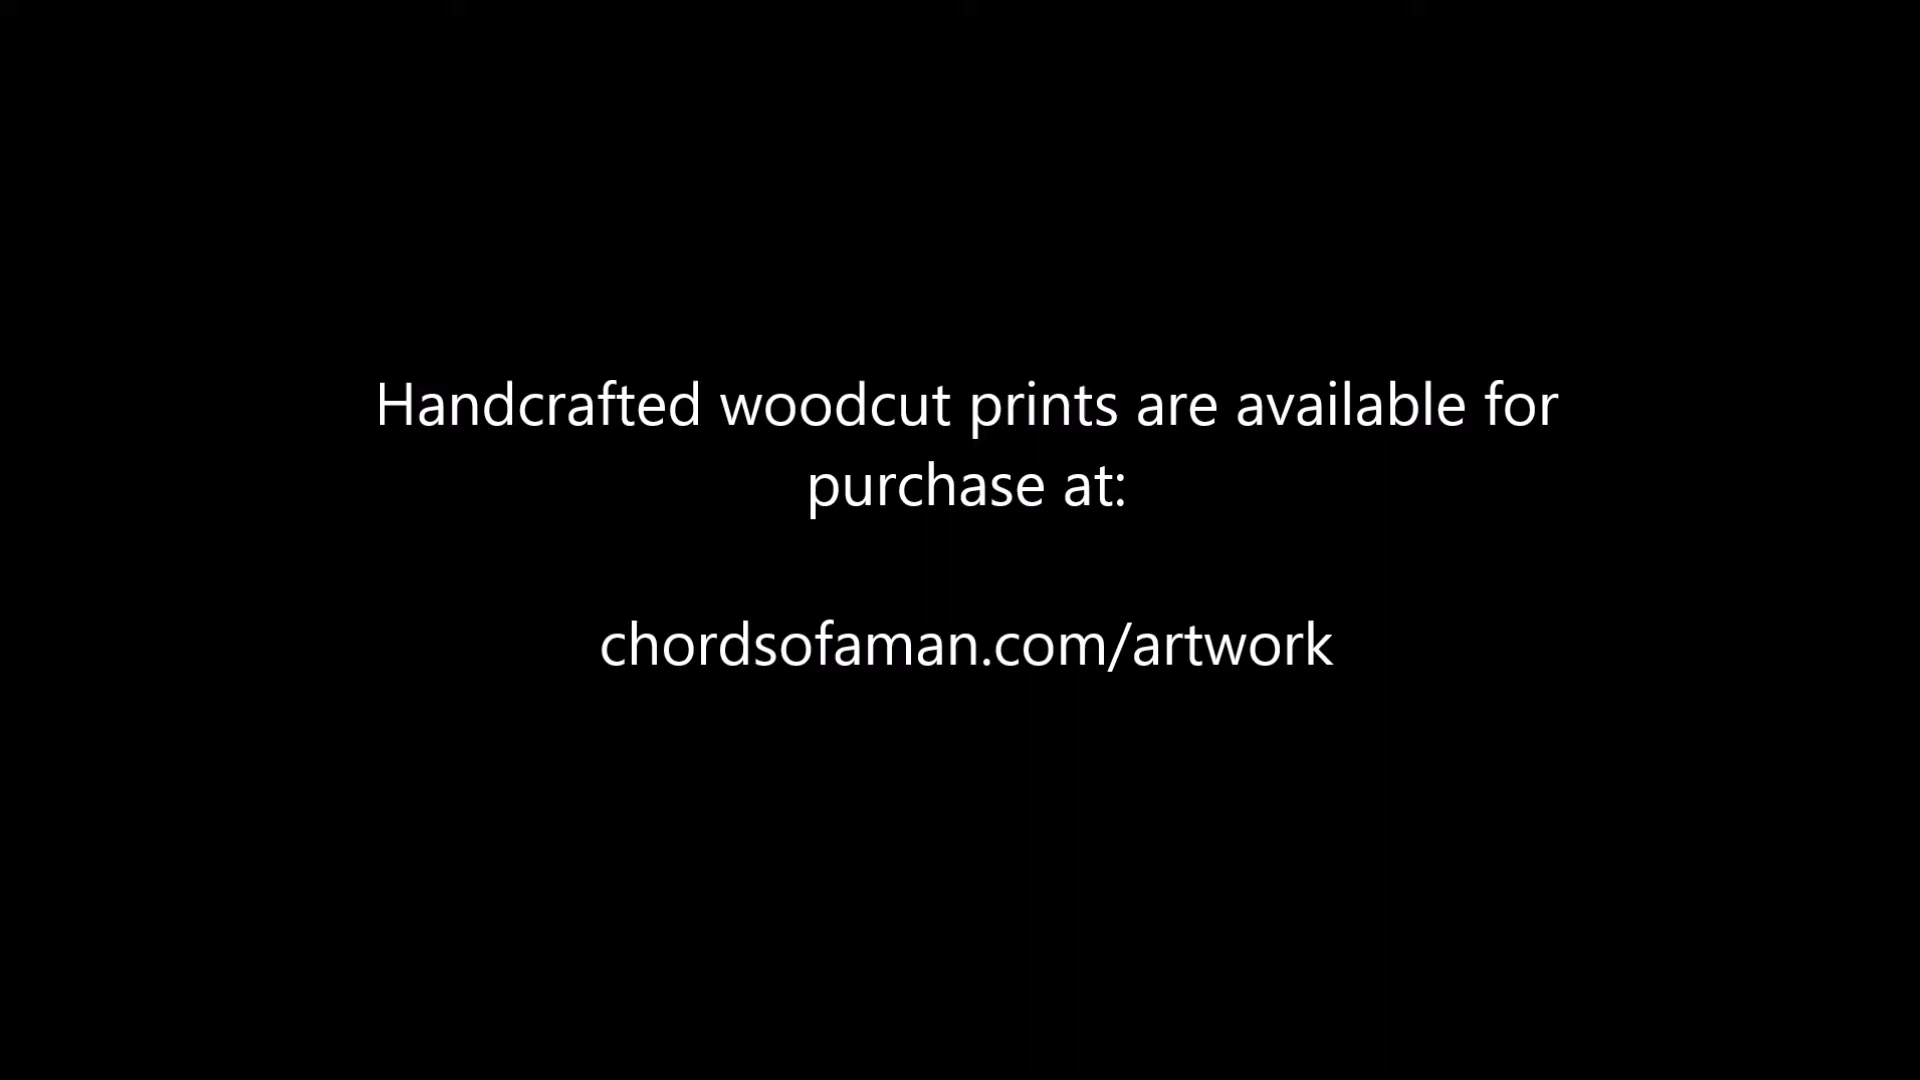 Handcrafted woodcut prints are available for
purchase at:
chordsofaman.com/artwork